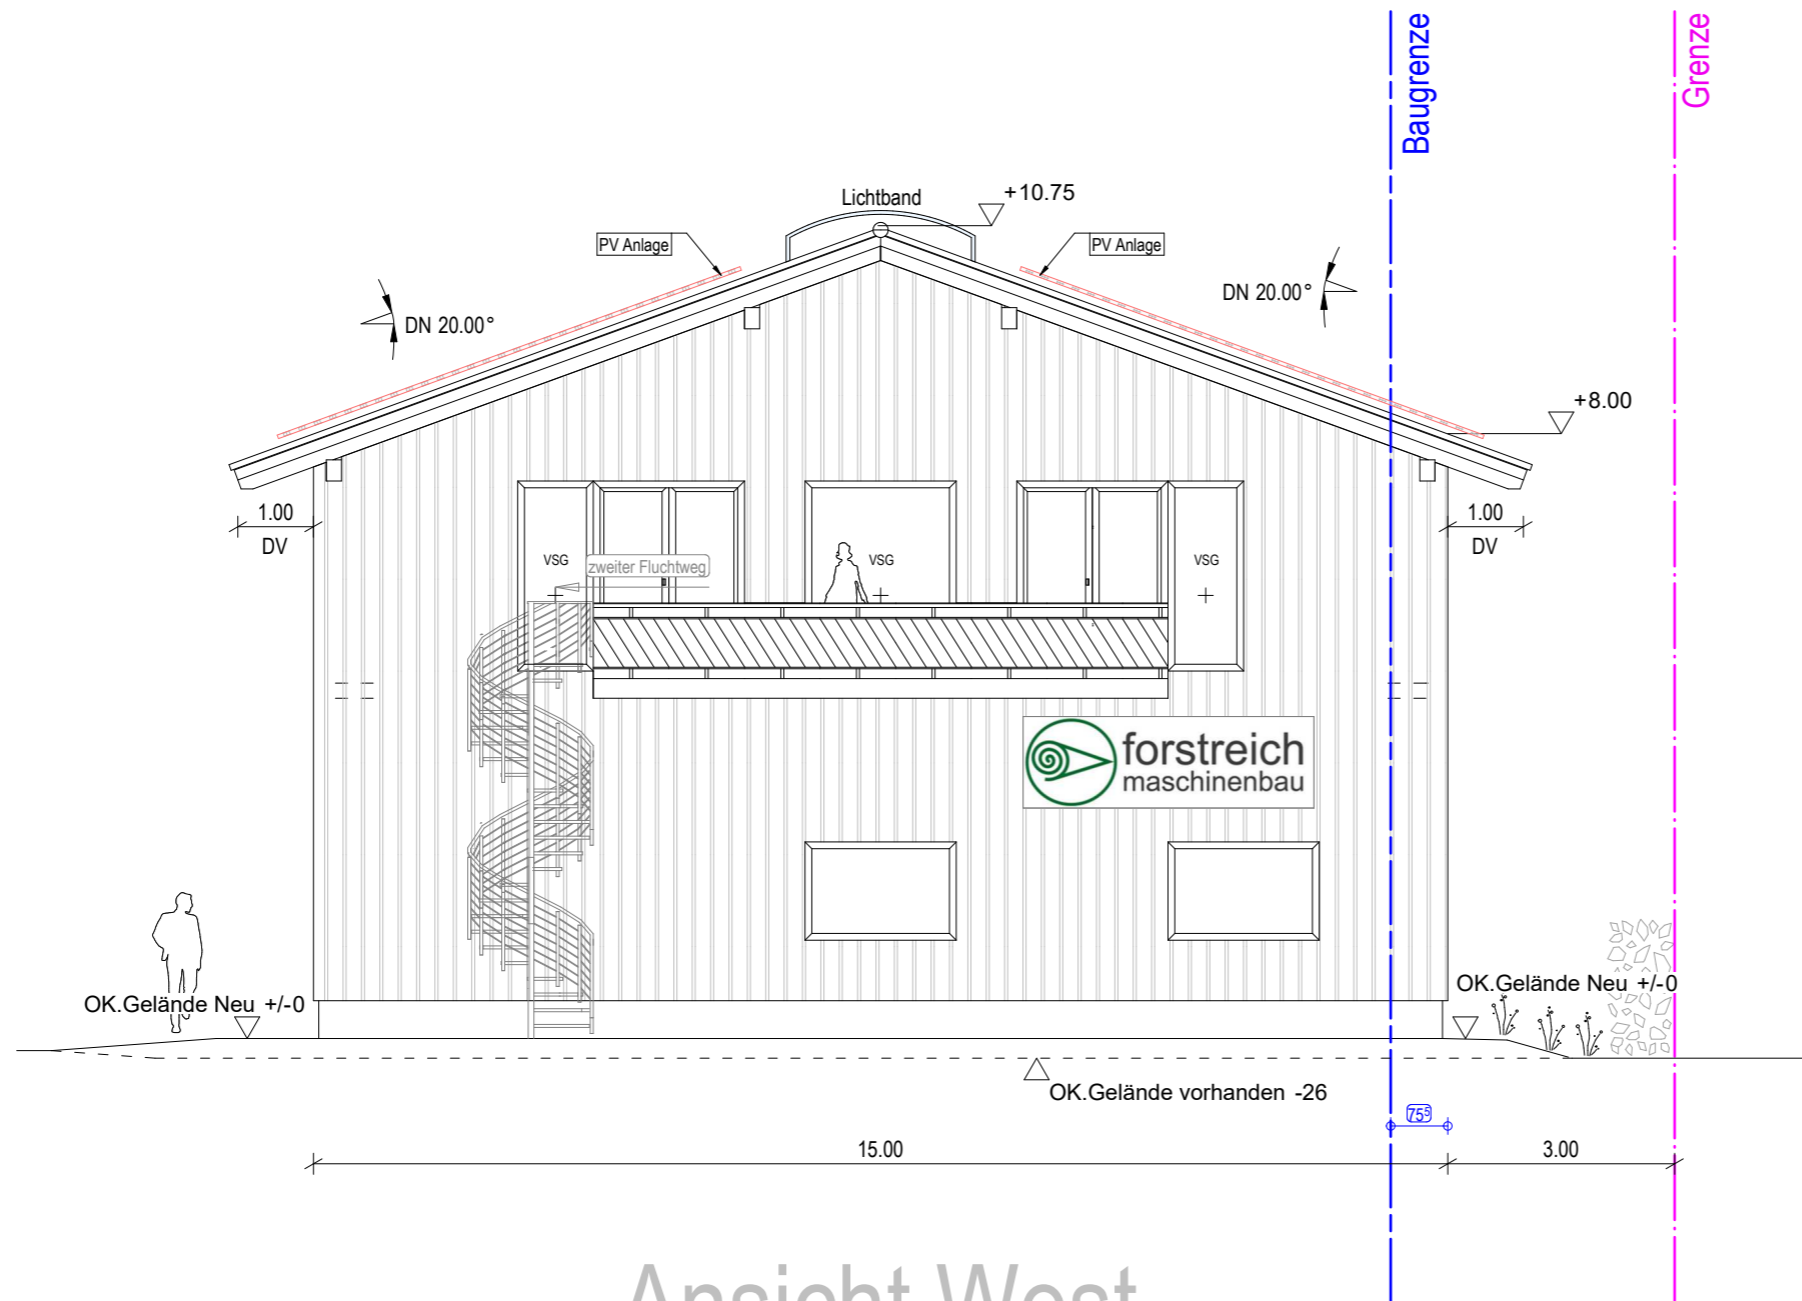 Baugrenze
Grenze
Lichtband
+10.75
PV Anlage
PV Anlage
DN 20.00°
DN 20.00°
+8.00
1.00
DV
1.00
DV
VSG
zweiter Fluchtweg
VSG
VSG
forstreich
maschinenbau
OK.Gelände Neu +/-0
OK.Gelände Neu +/-0
OK.Gelände vorhanden -26
75⁵
15.00
3.00
Ansicht West